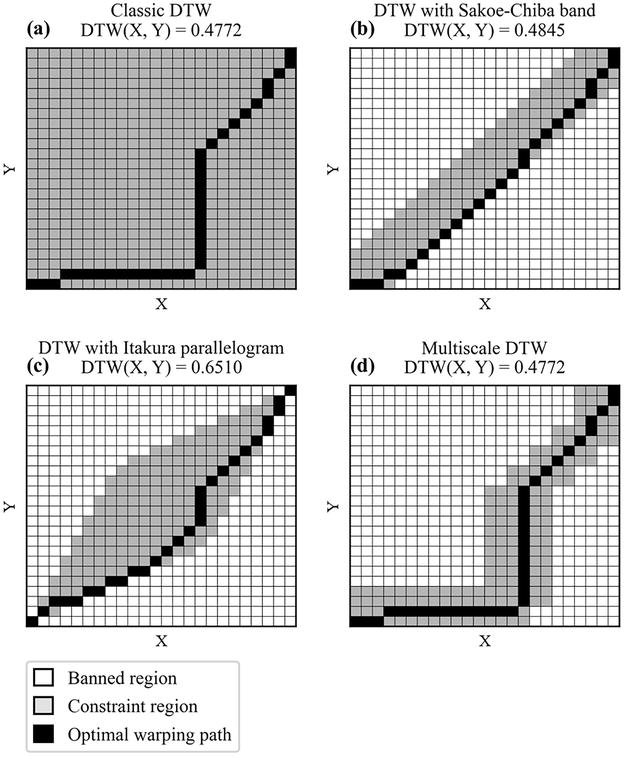 Classic DTW
(a) DTW(X, Y) = 0.4772
Y
X
DTW with Sakoe-Chiba band
(b) DTW(X, Y) = 0.4845
Y
X
DTW with Itakura parallelogram
(c) DTW(X, Y) = 0.6510
Y
X
Multiscale DTW
(d) DTW(X, Y) = 0.4772
Y
X
Banned region
Constraint region
Optimal warping path